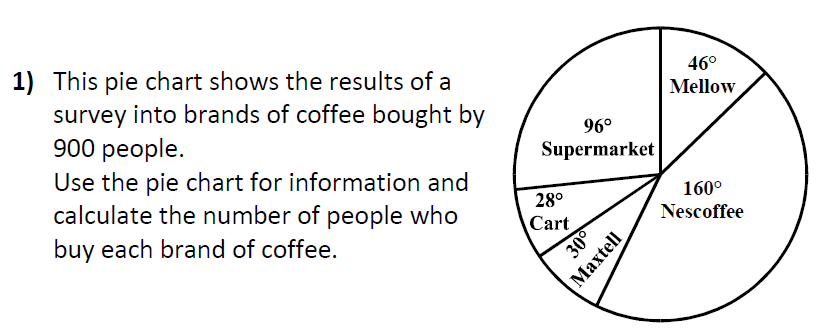 1) This pie chart shows the results of a
survey into brands of coffee bought by
900 people.
Use the pie chart for information and
calculate the number of people who
buy each brand of coffee.
46°
Mellow
96°
Supermarket
160°
Nescoffee
28°
Cart
30°
Maxtell